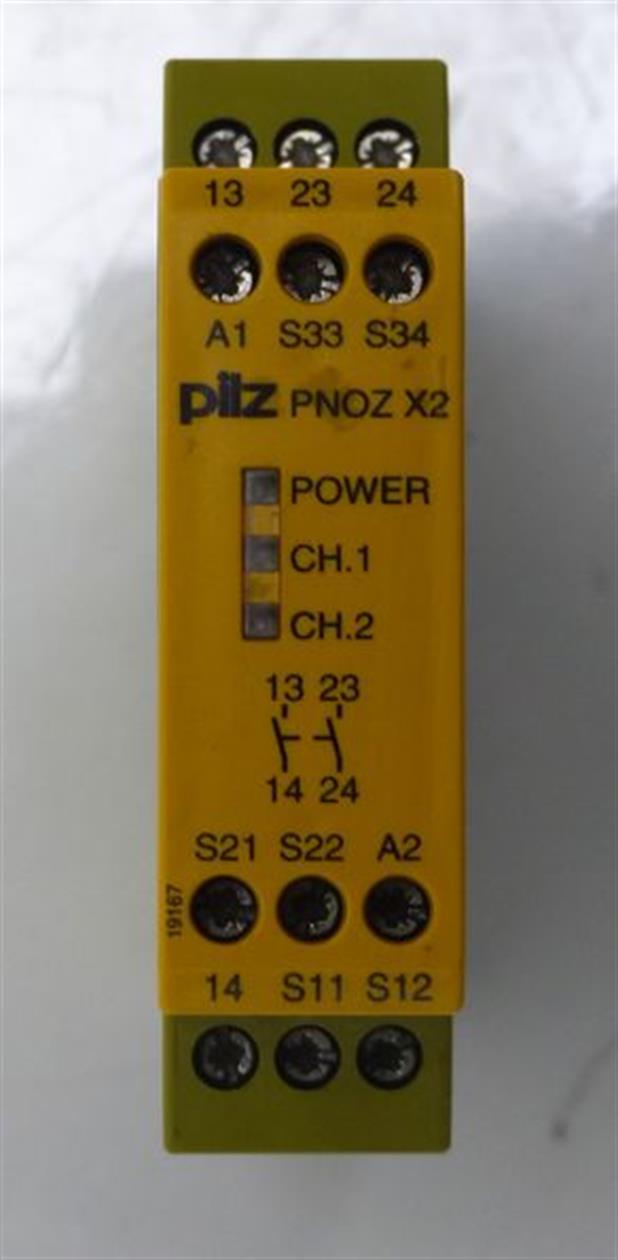 13 23 24
A1 S33 S34
pilz PNOZ X2
POWER
CH.1
CH.2
13 23
14 24
S21 S22 A2
19167
14 S11 S12